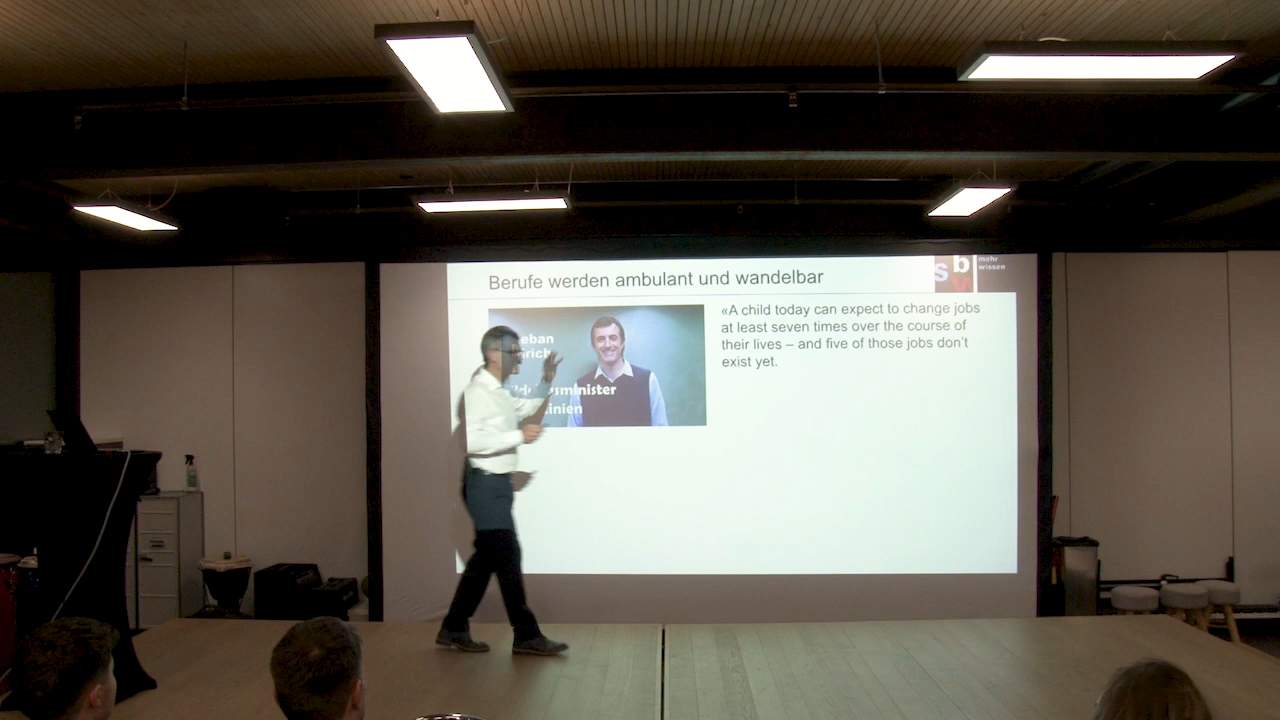 Berufe werden ambulant und wandelbar
sb
mehr
wissen
«A child today can expect to change jobs
at least seven times over the course of
their lives – and five of those jobs don't
exist yet.